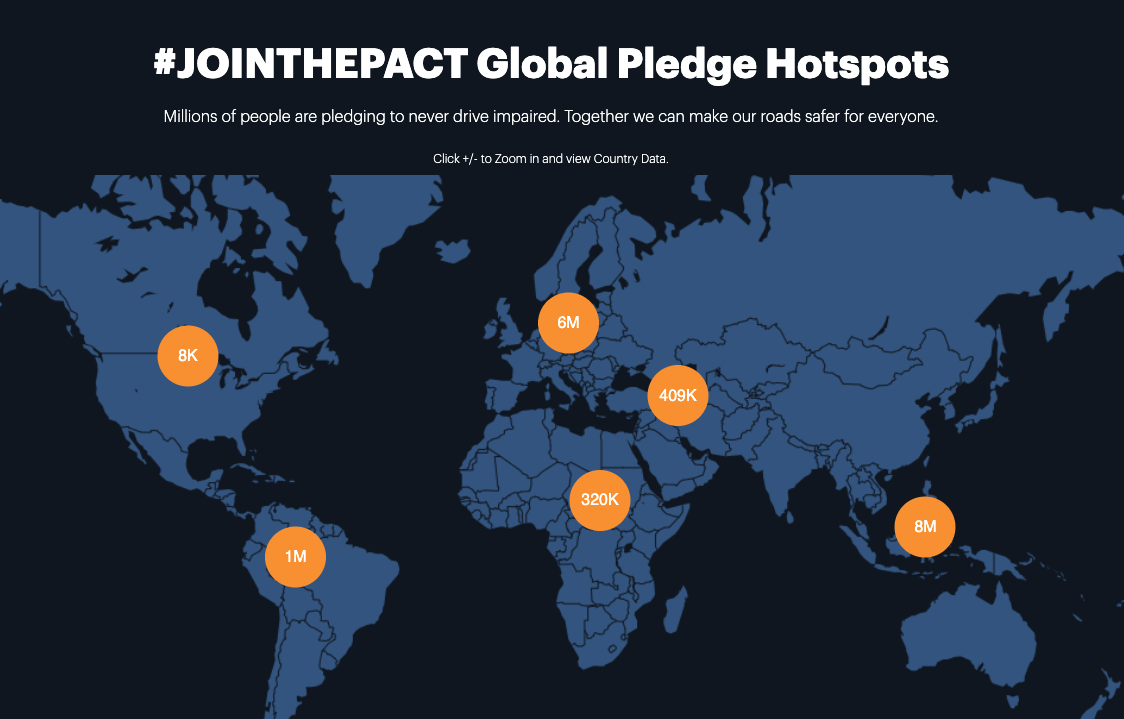 #JOINTHEPACT Global Pledge Hotspots
Millions of people are pledging to never drive impaired. Together we can make our roads safer for everyone.
Click +/- to Zoom in and view Country Data.
6M
8K
409K
320K
8M
1M